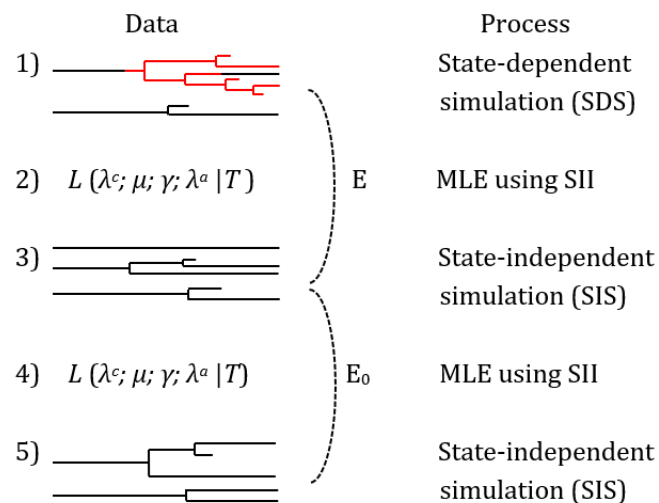 Data Process
1) State-dependent
simulation (SDS)
2) L (λᶜ; μ; γ; λᵃ |T ) E MLE using SII
3) State-independent
simulation (SIS)
4) L (λᶜ; μ; γ; λᵃ |T) E₀ MLE using SII
5) State-independent
simulation (SIS)